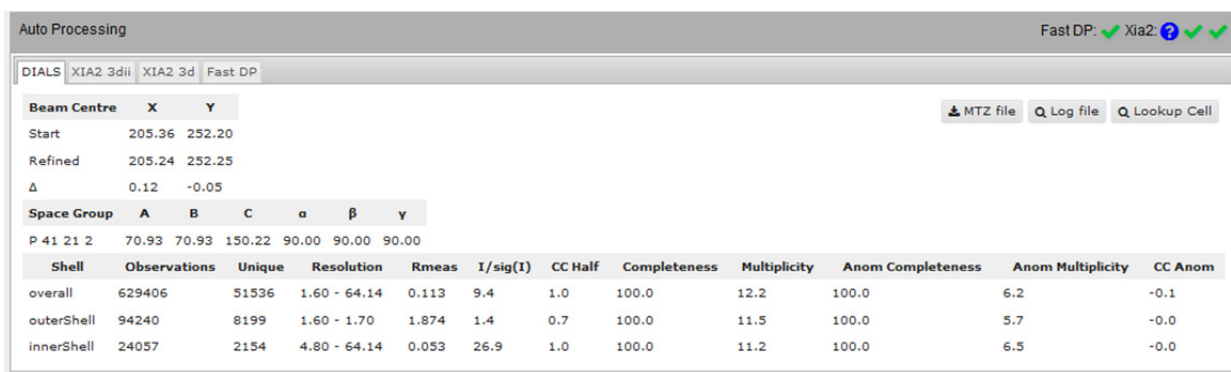 Auto Processing Fast DP: Xia2:
DIALS XIA2 3dii XIA2 3d Fast DP
Beam Centre X Y MTZ file Log file Lookup Cell
Start 205.36 252.20
Refined 205.24 252.25
Δ 0.12 -0.05
Space Group A B C α β γ
P 41 21 2 70.93 70.93 150.22 90.00 90.00 90.00
Shell Observations Unique Resolution Rmeas I/sig(I) CC Half Completeness Multiplicity Anom Completeness Anom Multiplicity CC Anom
overall 629406 51536 1.60 - 64.14 0.113 9.4 1.0 100.0 12.2 100.0 6.2 -0.1
outerShell 94240 8199 1.60 - 1.70 1.874 1.4 0.7 100.0 11.5 100.0 5.7 -0.0
innerShell 24057 2154 4.80 - 64.14 0.053 26.9 1.0 100.0 11.2 100.0 6.5 -0.0